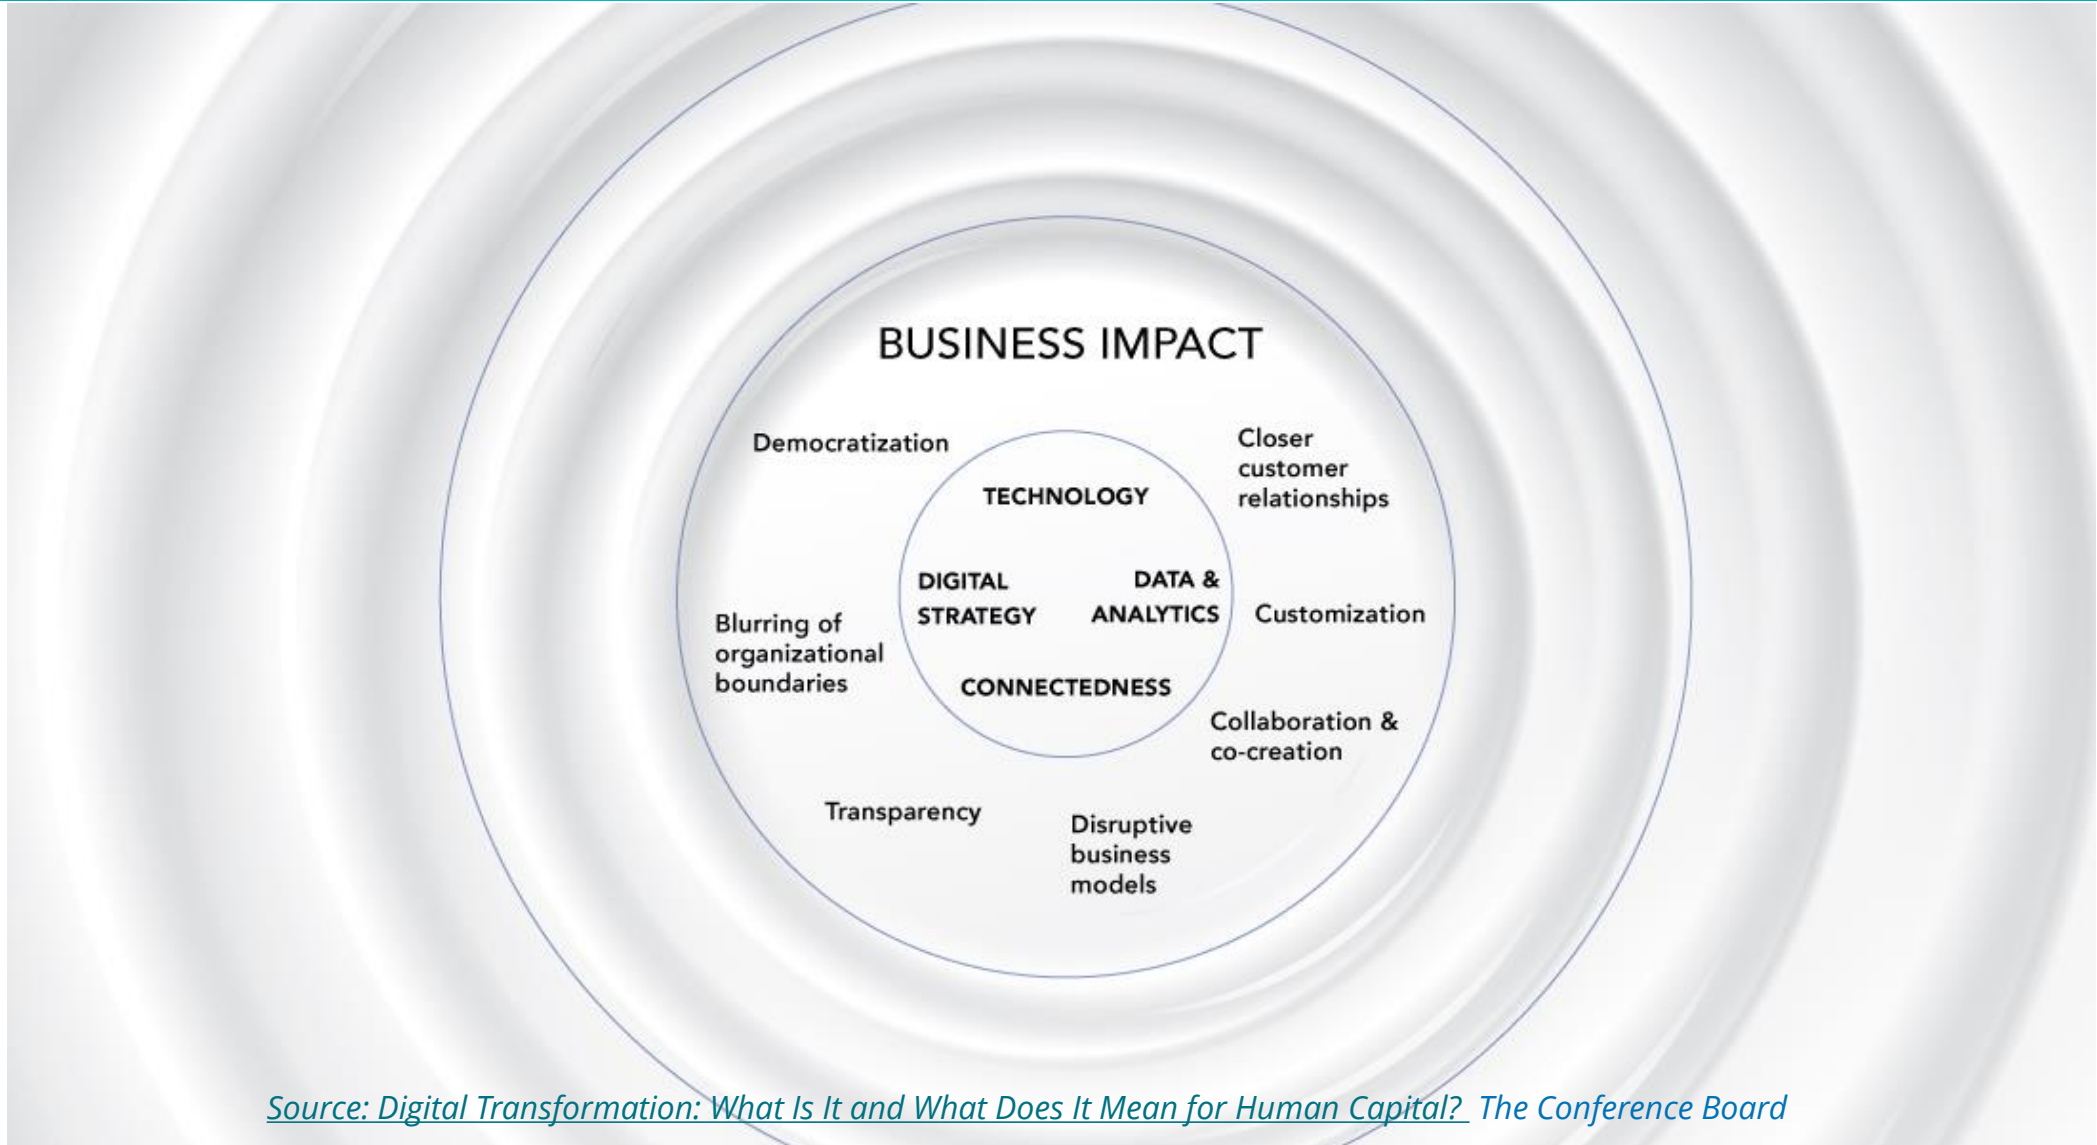 BUSINESS IMPACT
Democratization
Closer
customer
relationships
TECHNOLOGY
DIGITAL
STRATEGY
DATA &
ANALYTICS
Customization
Blurring of
organizational
boundaries
CONNECTEDNESS
Collaboration &
co-creation
Transparency
Disruptive
business
models
Source: Digital Transformation: What Is It and What Does It Mean for Human Capital? The Conference Board